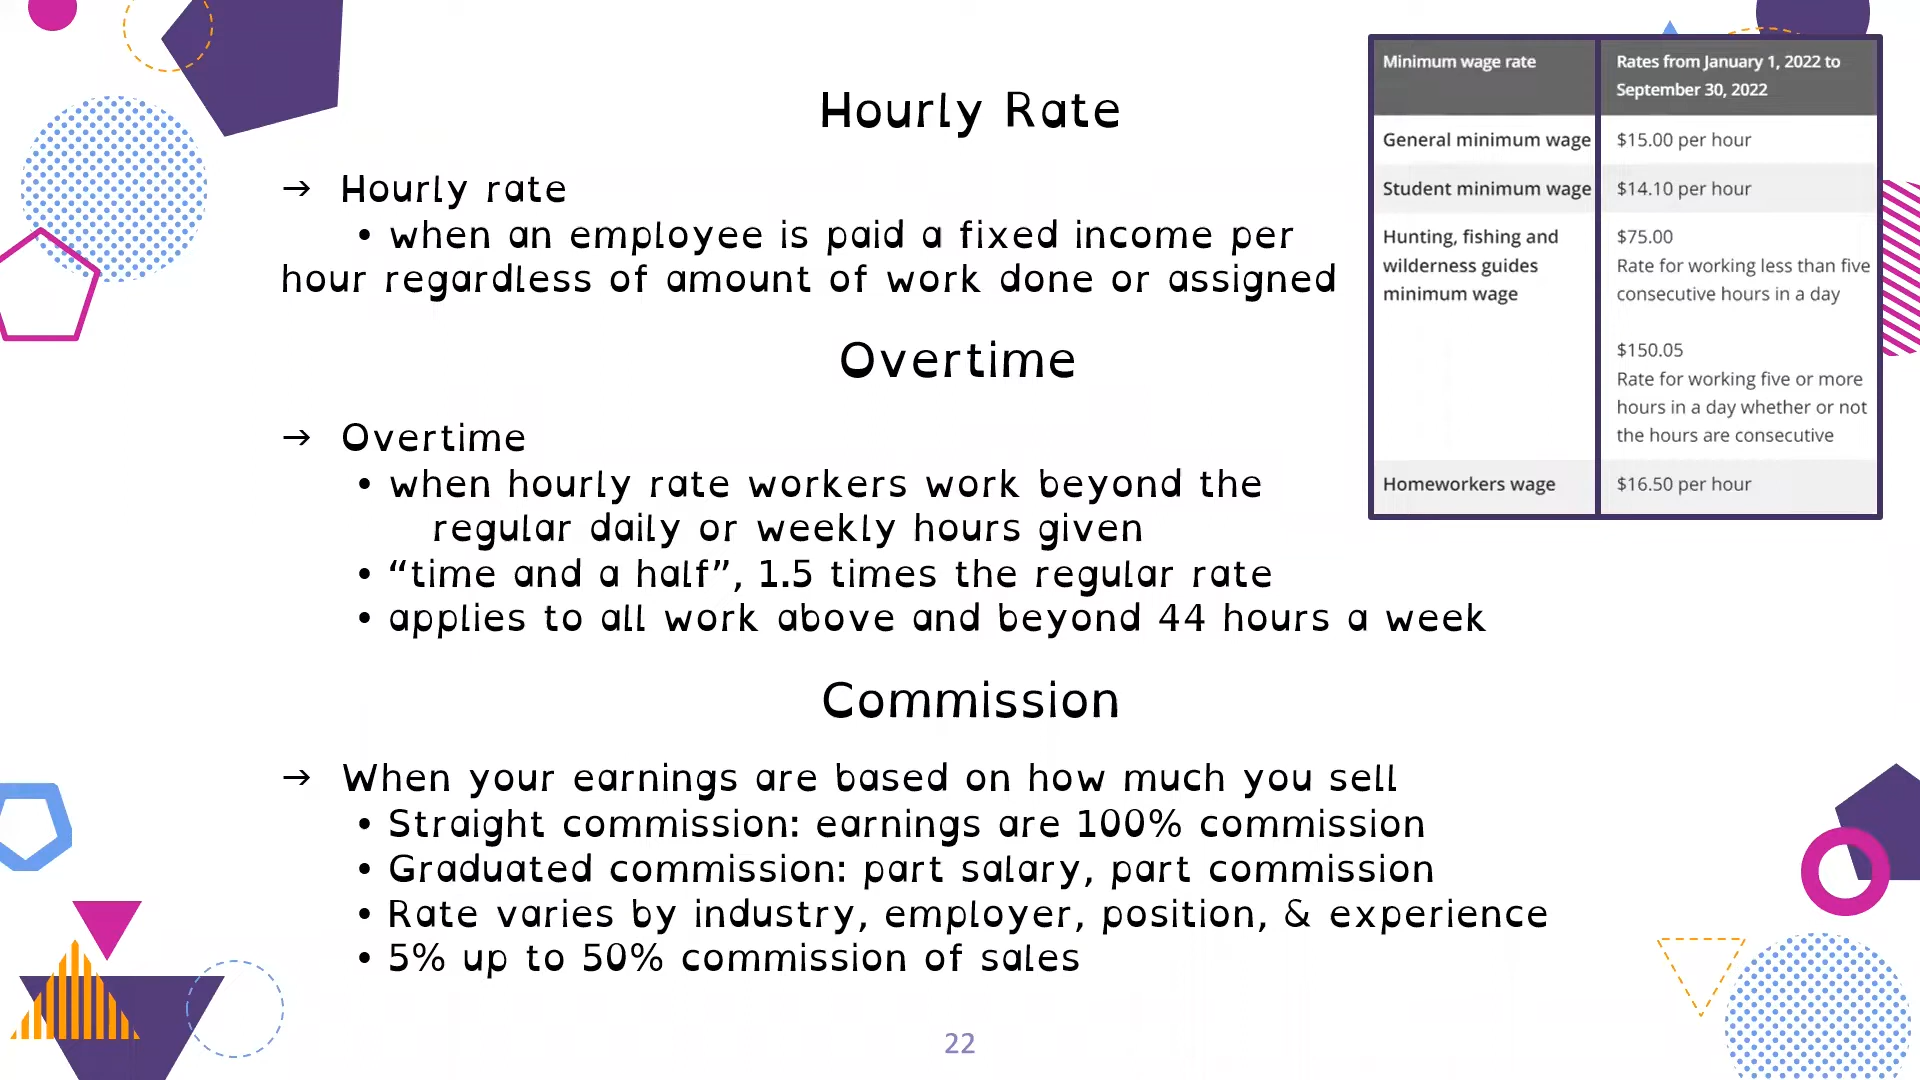 Hourly Rate
→ Hourly rate
• when an employee is paid a fixed income per
hour regardless of amount of work done or assigned
Overtime
→ Overtime
• when hourly rate workers work beyond the
regular daily or weekly hours given
• “time and a half”, 1.5 times the regular rate
• applies to all work above and beyond 44 hours a week
Commission
→ When your earnings are based on how much you sell
• Straight commission: earnings are 100% commission
• Graduated commission: part salary, part commission
• Rate varies by industry, employer, position, & experience
• 5% up to 50% commission of sales
Minimum wage rate
Rates from January 1, 2022 to
September 30, 2022
General minimum wage
$15.00 per hour
Student minimum wage
$14.10 per hour
Hunting, fishing and
wilderness guides
minimum wage
$75.00
Rate for working less than five
consecutive hours in a day
$150.05
Rate for working five or more
hours in a day whether or not
the hours are consecutive
Homeworkers wage
$16.50 per hour
22